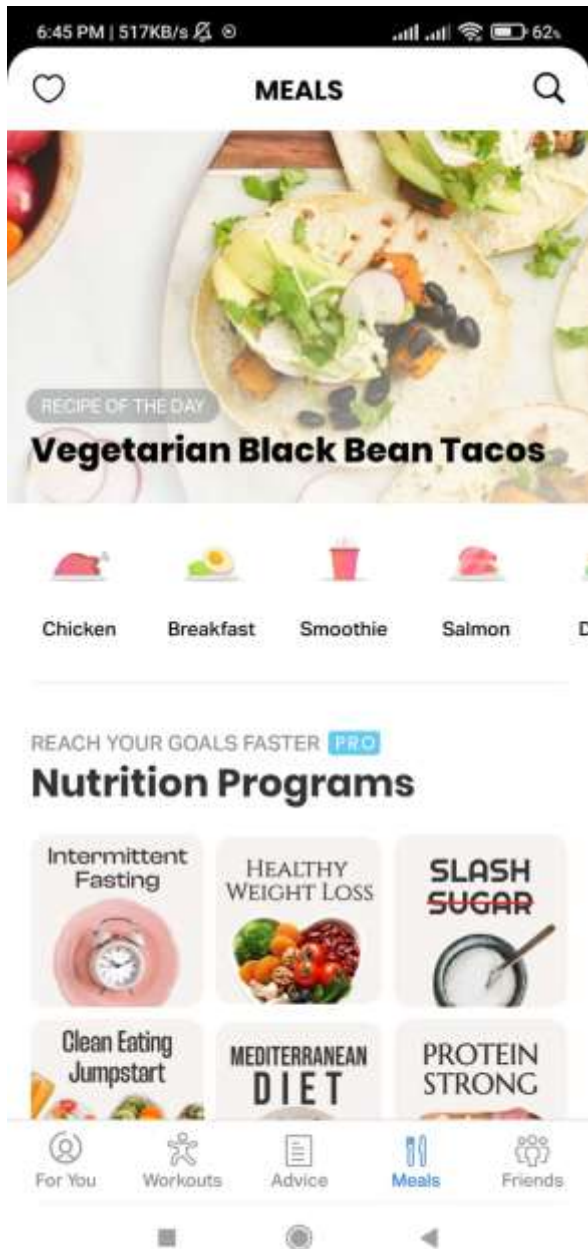 6:45 PM | 517KB/s 62%
MEALS
RECIPE OF THE DAY
Vegetarian Black Bean Tacos
Chicken Breakfast Smoothie Salmon D
REACH YOUR GOALS FASTER PRO
Nutrition Programs
Intermittent
Fasting
HEALTHY
WEIGHT LOSS
SLASH
SUGAR
Clean Eating
Jumpstart
MEDITERRANEAN
DIET
PROTEIN
STRONG
For You Workouts Advice Meals Friends